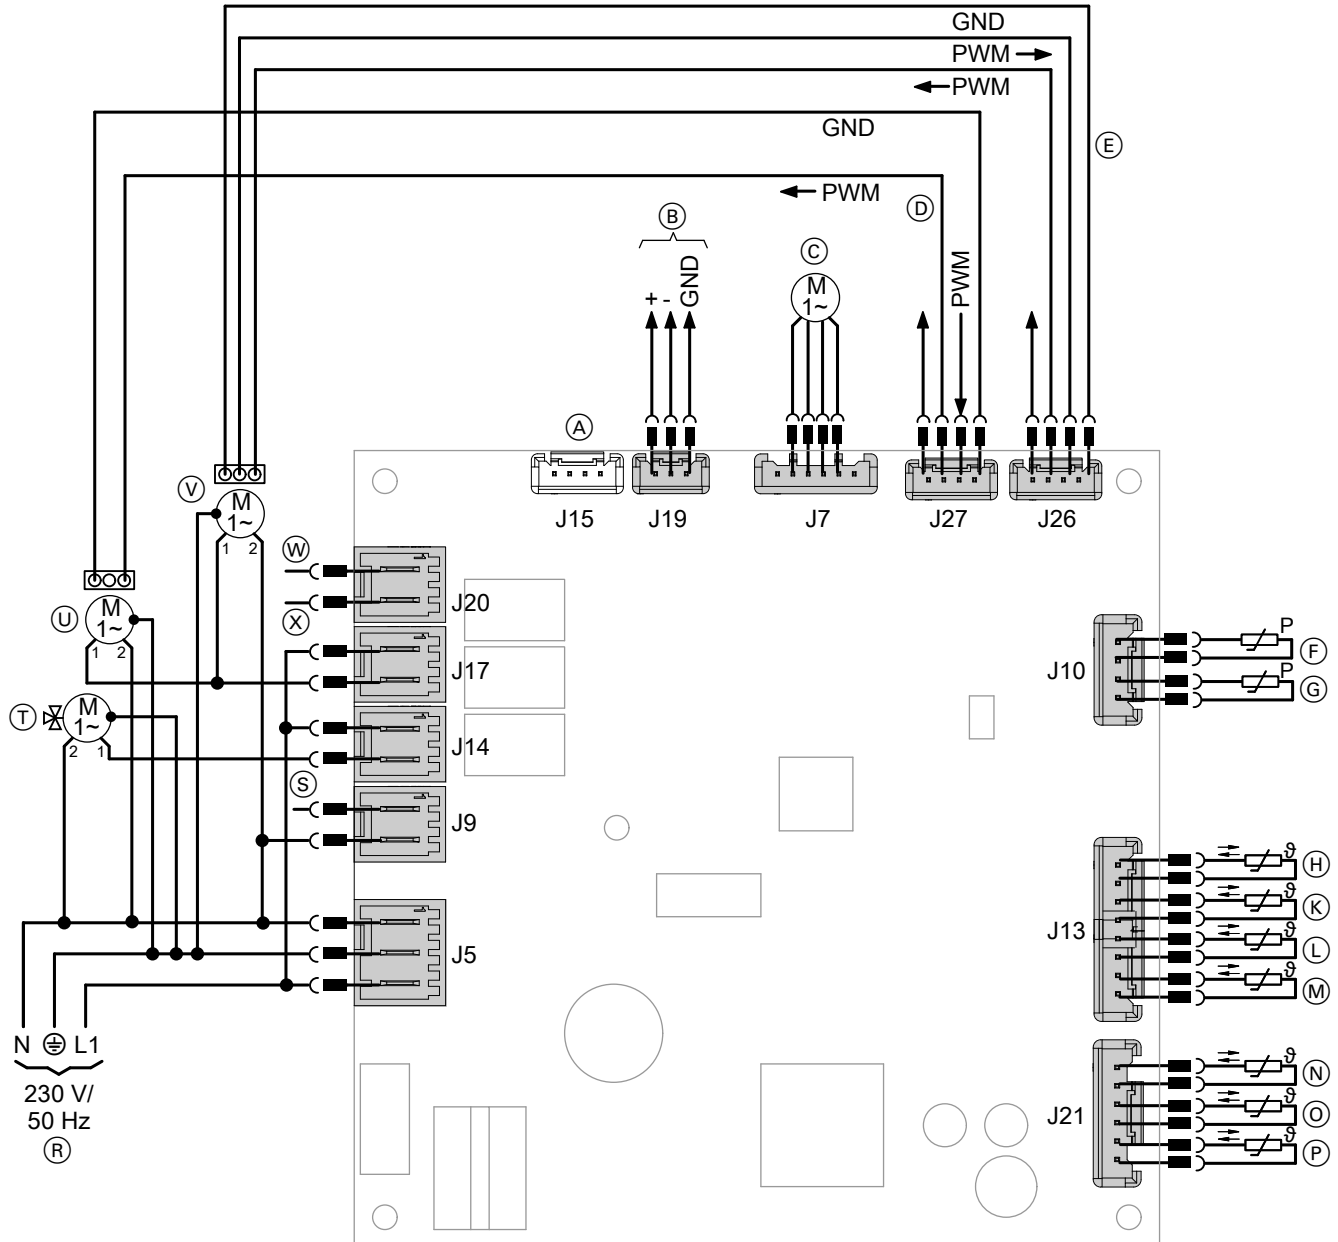 GND
PWM
PWM
GND
E
PWM
D
B
C
+ - GND
M
1~
PWM
A
J15
J19
J7
J27
J26
V
M
1~
1 2
W
J20
X
U
M
1~
1 2
J17
T
M
1~
2 1
J14
S
J9
J5
N L1
230 V/
50 Hz
R
J10
P
F
P
G
J13
ϑ
H
ϑ
K
ϑ
L
ϑ
M
J21
ϑ
N
ϑ
O
ϑ
P